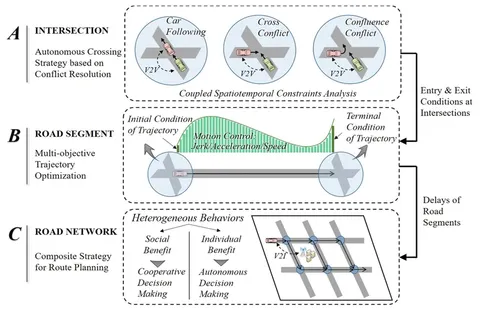 A
INTERSECTION
Autonomous Crossing
Strategy based on
Conflict Resolution
Car
Following
V2V
Cross
Conflict
V2V
Confluence
Conflict
V2V
Coupled Spatiotemporal Constraints Analysis
Entry & Exit
Conditions at
Intersections
B
ROAD SEGMENT
Multi-objective
Trajectory
Optimization
Initial Condition
of Trajectory
Motion Control:
Jerk/Acceleration/Speed
Terminal
Condition
of Trajectory
Delays of
Road
Segments
C
ROAD NETWORK
Composite Strategy
for Route Planning
Heterogeneous Behaviors
Social
Benefit
Individual
Benefit
Cooperative
Decision
Making
Autonomous
Decision
Making
V2I